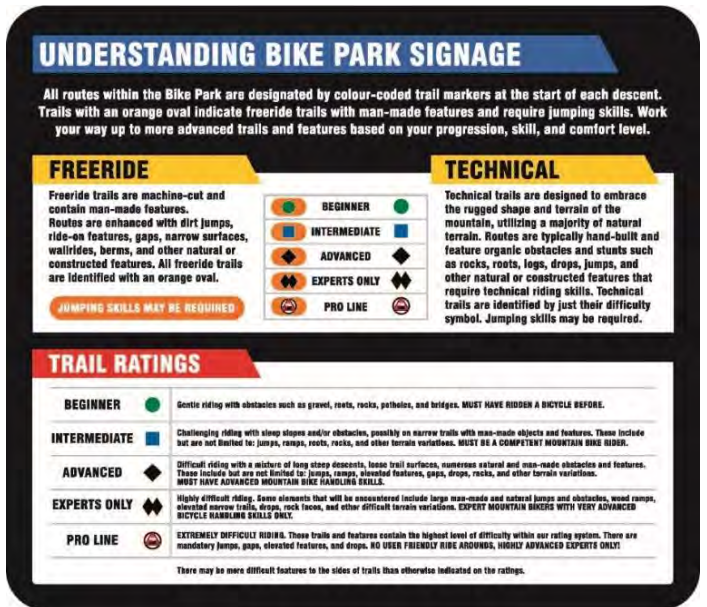 UNDERSTANDING BIKE PARK SIGNAGE
All routes within the Bike Park are designated by colour-coded trail markers at the start of each descent.
Trails with an orange oval indicate freeride trails with man-made features and require jumping skills. Work
your way up to more advanced trails and features based on your progression, skill, and comfort level.
FREERIDE
Freeride trails are machine-cut and
contain man-made features.
Routes are enhanced with dirt jumps,
ride-on features, gaps, narrow surfaces,
wallrides, berms, and other natural or
constructed features. All freeride trails
are identified with an orange oval.
JUMPING SKILLS MAY BE REQUIRED
BEGINNER
INTERMEDIATE
ADVANCED
EXPERTS ONLY
PRO LINE
TECHNICAL
Technical trails are designed to embrace
the rugged shape and terrain of the
mountain, utilizing a majority of natural
terrain. Routes are typically hand-built and
feature organic obstacles and stunts such
as rocks, roots, logs, drops, jumps, and
other natural or constructed features that
require technical riding skills. Technical
trails are identified by just their difficulty
symbol. Jumping skills may be required.
TRAIL RATINGS
BEGINNER
Gentle riding with obstacles such as gravel, roots, rocks, potholes, and bridges. MUST HAVE RIDDEN A BICYCLE BEFORE.
INTERMEDIATE
Challenging riding with steep slopes and/or obstacles, possibly on narrow trails with man-made objects and features. These include
but are not limited to: jumps, ramps, roots, rocks, and other terrain variations. MUST BE A COMPETENT MOUNTAIN BIKE RIDER.
ADVANCED
Difficult riding with a mixture of long steep descents, loose trail surfaces, numerous natural and man-made obstacles and features.
These include but are not limited to: jumps, ramps, elevated features, gaps, drops, rocks, and other terrain variations.
MUST HAVE ADVANCED MOUNTAIN BIKE HANDLING SKILLS.
EXPERTS ONLY
Highly difficult riding. Some elements that will be encountered include large man-made and natural jumps and obstacles, wood ramps,
elevated narrow trails, drops, rock faces, and other difficult terrain variations. EXPERT MOUNTAIN BIKERS WITH VERY ADVANCED
BICYCLE HANDLING SKILLS ONLY.
PRO LINE
EXTREMELY DIFFICULT RIDING. These trails and features contain the highest level of difficulty within our rating system. There are
mandatory jumps, gaps, elevated features, and drops. NO USER FRIENDLY RIDE AROUNDS, HIGHLY ADVANCED EXPERTS ONLY!
There may be more difficult features to the sides of trails than otherwise indicated on the ratings.